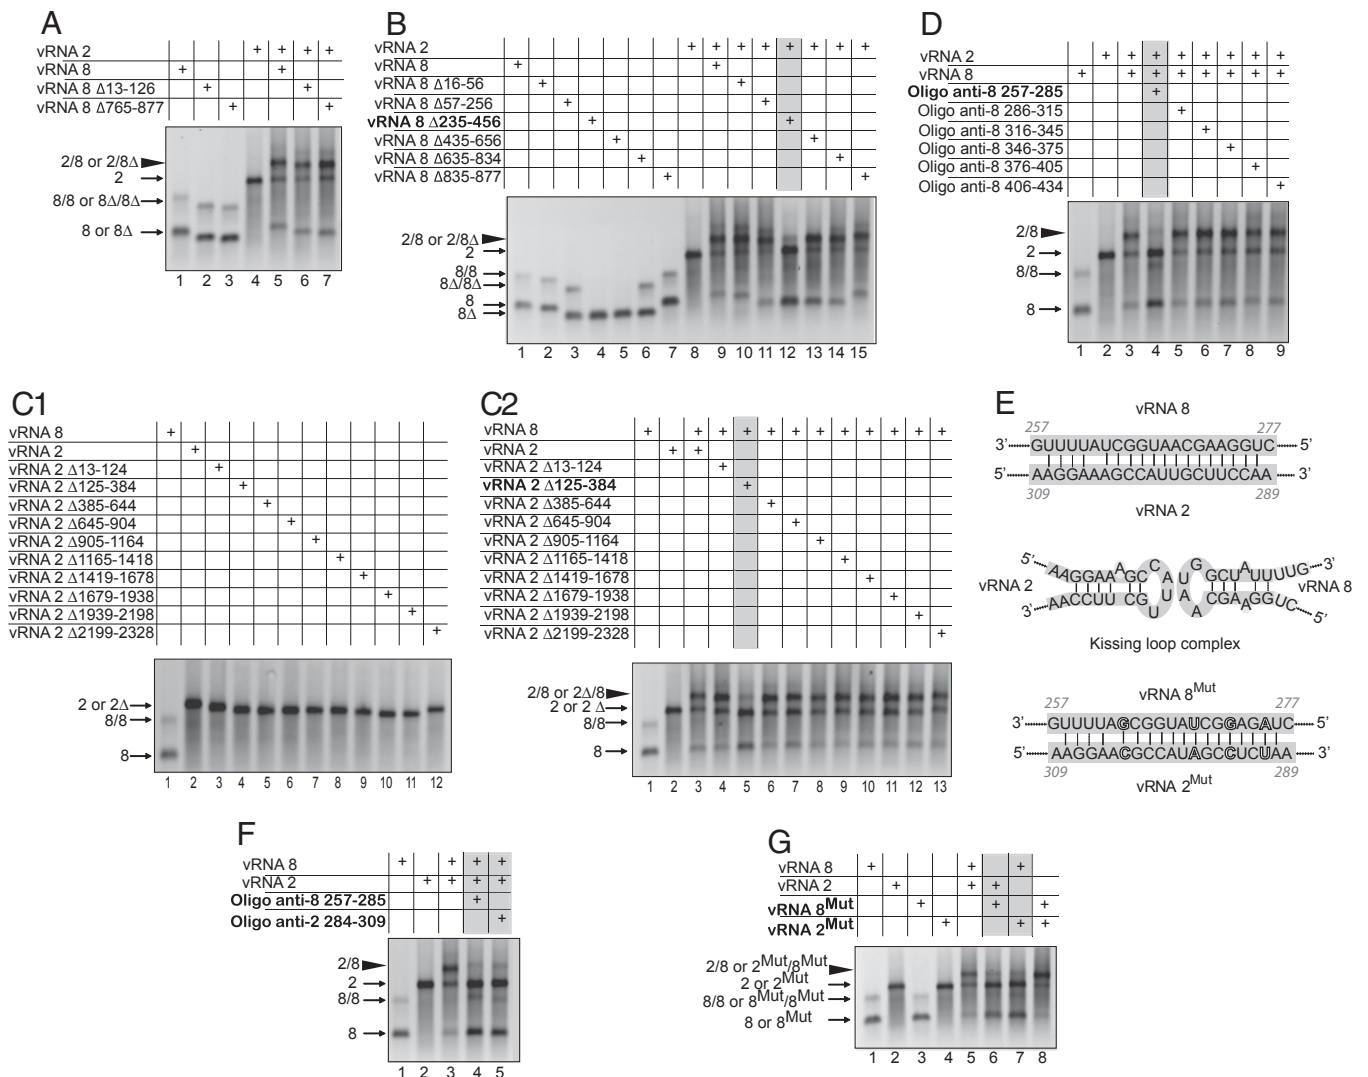 A
vRNA 2 + + + +
vRNA 8 + +
vRNA 8 Δ13-126 + +
vRNA 8 Δ765-877 + +
2/8 or 2/8Δ
2
8/8 or 8Δ/8Δ
8 or 8Δ
1 2 3 4 5 6 7
B
vRNA 2 + + + + + + + +
vRNA 8 + +
vRNA 8 Δ16-56 + +
vRNA 8 Δ57-256 + +
vRNA 8 Δ235-456 + +
vRNA 8 Δ435-656 + +
vRNA 8 Δ635-834 + +
vRNA 8 Δ835-877 + +
2/8 or 2/8Δ
2
8/8
8Δ/8Δ
8
8Δ
1 2 3 4 5 6 7 8 9 10 11 12 13 14 15
D
vRNA 2 + + + + + + + +
vRNA 8 + + + + + + + +
Oligo anti-8 257-285 +
Oligo anti-8 286-315 +
Oligo anti-8 316-345 +
Oligo anti-8 346-375 +
Oligo anti-8 376-405 +
Oligo anti-8 406-434 +
2/8
2
8/8
8
1 2 3 4 5 6 7 8 9
C1
vRNA 8 +
vRNA 2 +
vRNA 2 Δ13-124 +
vRNA 2 Δ125-384 +
vRNA 2 Δ385-644 +
vRNA 2 Δ645-904 +
vRNA 2 Δ905-1164 +
vRNA 2 Δ1165-1418 +
vRNA 2 Δ1419-1678 +
vRNA 2 Δ1679-1938 +
vRNA 2 Δ1939-2198 +
vRNA 2 Δ2199-2328 +
2 or 2Δ
8/8
8
1 2 3 4 5 6 7 8 9 10 11 12
C2
vRNA 8 + + + + + + + + + + + +
vRNA 2 + +
vRNA 2 Δ13-124 +
vRNA 2 Δ125-384 +
vRNA 2 Δ385-644 +
vRNA 2 Δ645-904 +
vRNA 2 Δ905-1164 +
vRNA 2 Δ1165-1418 +
vRNA 2 Δ1419-1678 +
vRNA 2 Δ1679-1938 +
vRNA 2 Δ1939-2198 +
vRNA 2 Δ2199-2328 +
2/8 or 2Δ/8
2 or 2 Δ
8/8
8
1 2 3 4 5 6 7 8 9 10 11 12 13
E
vRNA 8
257 277
3' GUUUUAUCGGUAACGAAGGUC 5'
5' AAGGAAAGCCAUUGCUUCCAA 3'
309 289
vRNA 2
5' AAGGAAAGCCAUUG GGCUAUUUUG 3'
vRNA 2 vRNA 8
3' AACCUUCGUU AACGAAGGUC 5'
Kissing loop complex
vRNA 8Mut
257 277
3' GUUUUAGCGGUAUCGGAGAUC 5'
5' AAGGAACGCCAUAGCCUCUAA 3'
309 289
vRNA 2Mut
F
vRNA 8 + + + +
vRNA 2 + + + +
Oligo anti-8 257-285 +
Oligo anti-2 284-309 +
2/8
2
8/8
8
1 2 3 4 5
G
vRNA 8 + + +
vRNA 2 + + +
vRNA 8Mut + + +
vRNA 2Mut + + +
2/8 or 2Mut/8Mut
2 or 2Mut
8/8 or 8Mut/8Mut
8 or 8Mut
1 2 3 4 5 6 7 8